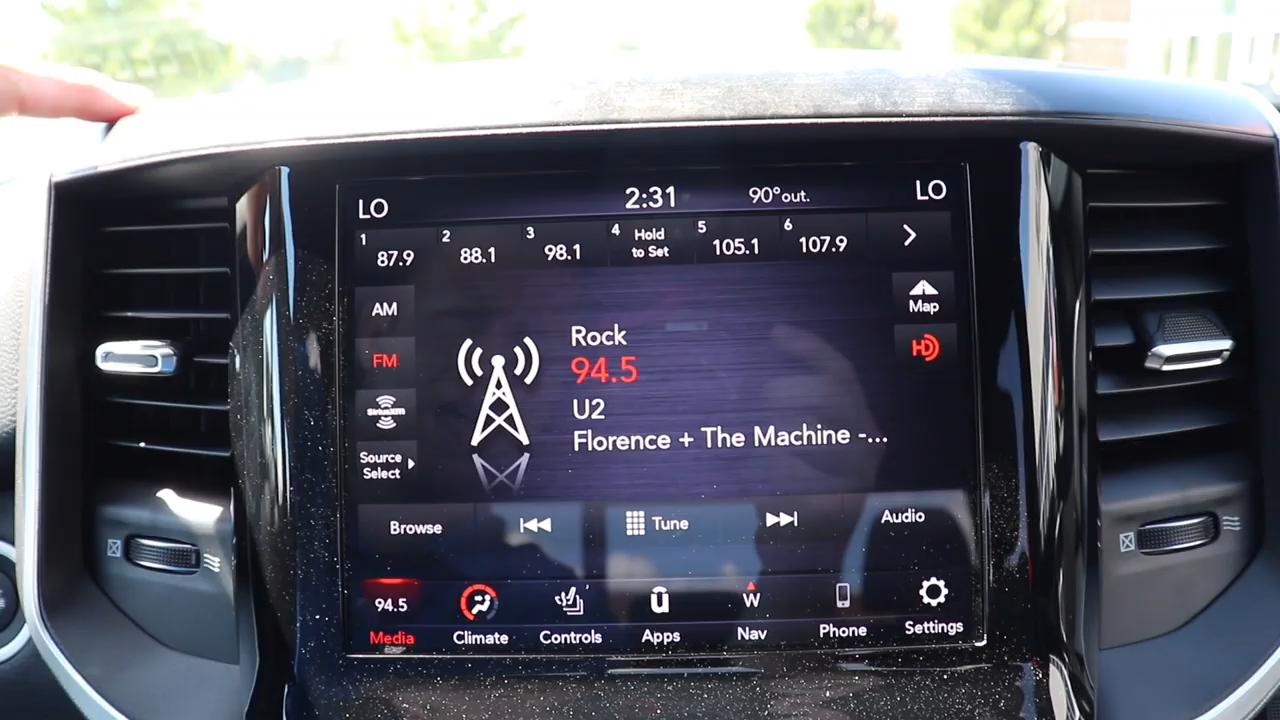 LO 2:31 90°out. LO
1 87.9 2 88.1 3 98.1 4 Hold to Set 5 105.1 6 107.9
AM
Map
FM
HD
Rock
94.5
SiriusXM
U2
Florence + The Machine -...
Source
Select
Browse Tune Audio
94.5 W
Media Climate Controls Apps Nav Phone Settings